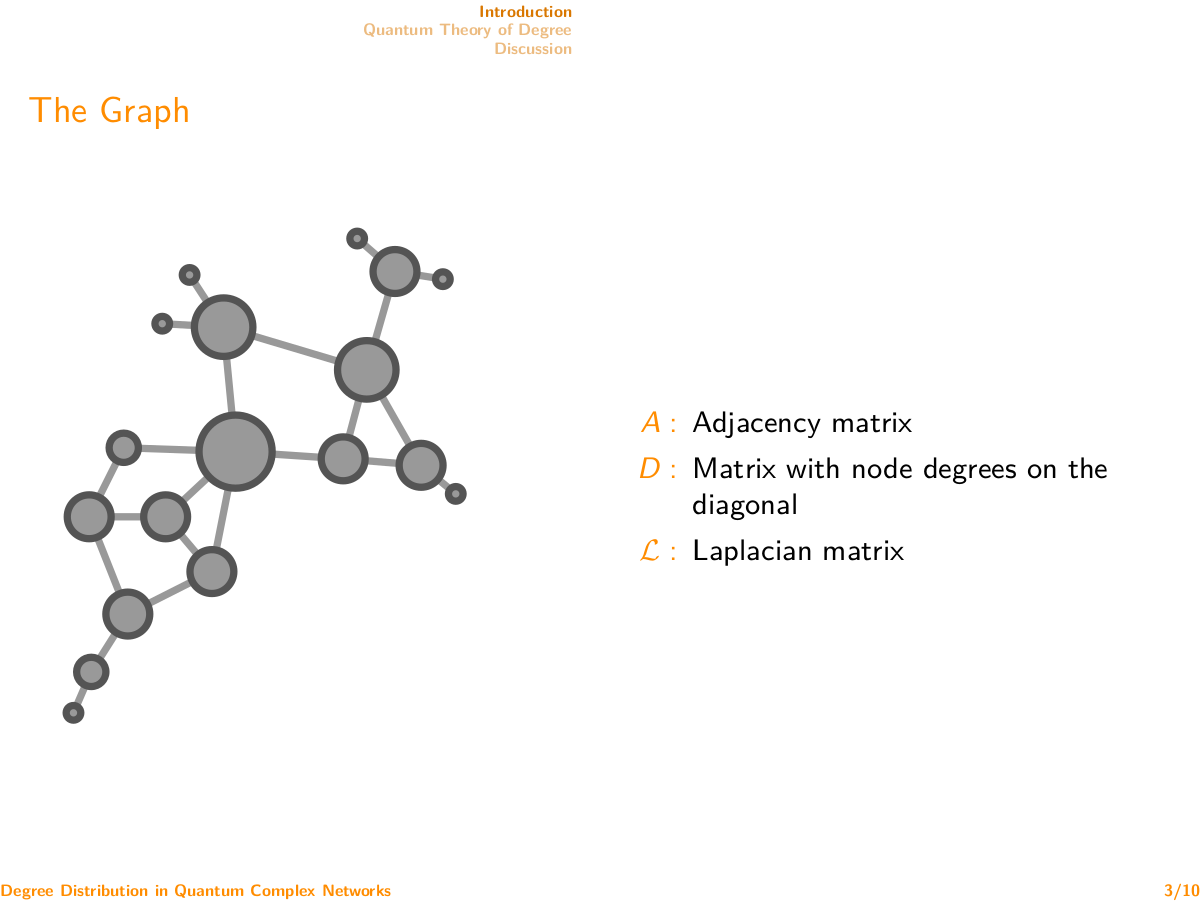 Introduction
Quantum Theory of Degree
Discussion
The Graph
A : Adjacency matrix
D : Matrix with node degrees on the
diagonal
ℒ : Laplacian matrix
Degree Distribution in Quantum Complex Networks
3/10